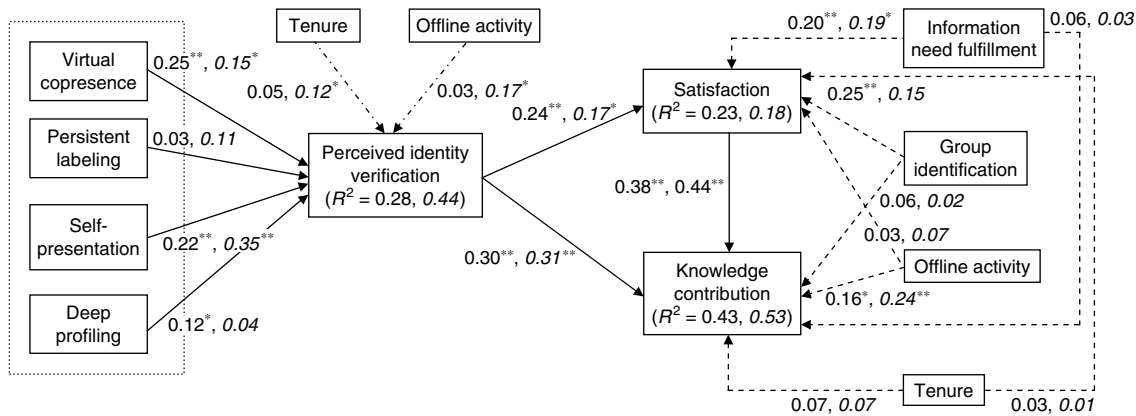 Tenure
Offline activity
0.05, 0.12*
0.03, 0.17*
Virtual
copresence
0.25**, 0.15*
Persistent
labeling
0.03, 0.11
Self-
presentation
0.22**, 0.35**
Deep
profiling
0.12*, 0.04
Perceived identity
verification
(R² = 0.28, 0.44)
0.24**, 0.17*
0.30**, 0.31**
Satisfaction
(R² = 0.23, 0.18)
0.38**, 0.44**
Knowledge
contribution
(R² = 0.43, 0.53)
0.20**, 0.19*
Information
need fulfillment
0.06, 0.03
0.25**, 0.15
Group
identification
0.06, 0.02
0.03, 0.07
Offline activity
0.16*, 0.24**
Tenure
0.07, 0.07
0.03, 0.01